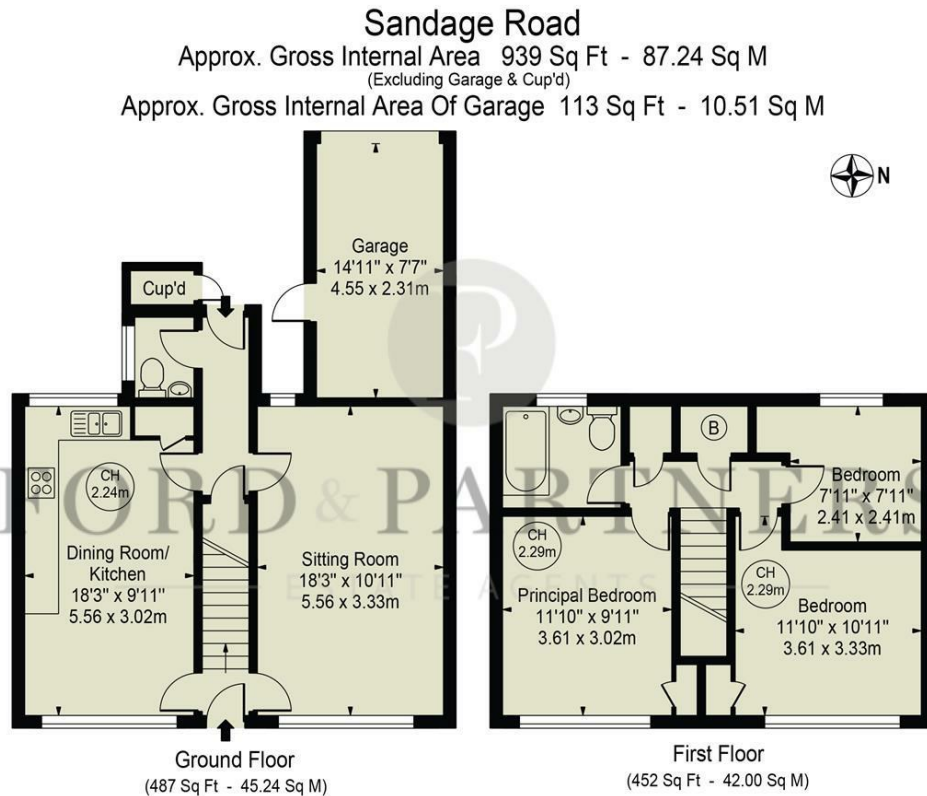 Sandage Road
Approx. Gross Internal Area 939 Sq Ft - 87.24 Sq M
(Excluding Garage & Cup'd)
Approx. Gross Internal Area Of Garage 113 Sq Ft - 10.51 Sq M
N
Garage
14'11" x 7'7"
4.55 x 2.31m
Cup'd
CH
2.24m
Dining Room/
Kitchen
18'3" x 9'11"
5.56 x 3.02m
Sitting Room
18'3" x 10'11"
5.56 x 3.33m
Ground Floor
(487 Sq Ft - 45.24 Sq M)
B
Bedroom
7'11" x 7'11"
2.41 x 2.41m
CH
2.29m
Principal Bedroom
11'10" x 9'11"
3.61 x 3.02m
CH
2.29m
Bedroom
11'10" x 10'11"
3.61 x 3.33m
First Floor
(452 Sq Ft - 42.00 Sq M)
FORD & PARTNERS
ESTATE AGENTS